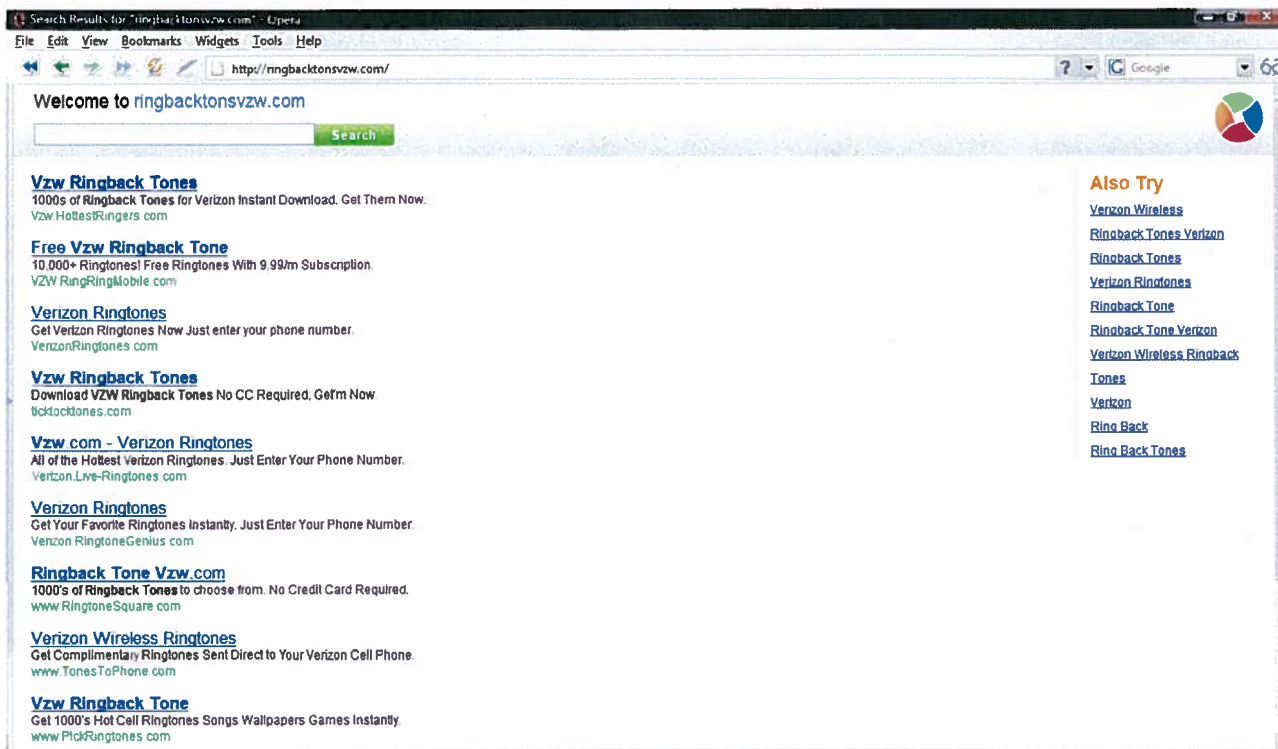 Search Results for "ringbacktonsvzw.com" - Opera
File Edit View Bookmarks Widgets Tools Help
http://ringbacktonsvzw.com/
? Google
Welcome to ringbacktonsvzw.com
Search
Vzw Ringback Tones
1000s of Ringback Tones for Verizon Instant Download. Get Them Now.
Vzw.HottestRingers.com
Free Vzw Ringback Tone
10,000+ Ringtones! Free Ringtones With 9.99/m Subscription.
VZW.RingRingMobile.com
Verizon Ringtones
Get Verizon Ringtones Now Just enter your phone number.
VerizonRingtones.com
Vzw Ringback Tones
Download VZW Ringback Tones No CC Required, Get'm Now.
ticktocktones.com
Vzw.com - Verizon Ringtones
All of the Hottest Verizon Ringtones. Just Enter Your Phone Number.
Verizon.Live-Ringtones.com
Verizon Ringtones
Get Your Favorite Ringtones Instantly. Just Enter Your Phone Number.
Verizon.RingtoneGenius.com
Ringback Tone Vzw.com
1000's of Ringback Tones to choose from. No Credit Card Required.
www.RingtoneSquare.com
Verizon Wireless Ringtones
Get Complimentary Ringtones Sent Direct to Your Verizon Cell Phone.
www.TonesToPhone.com
Vzw Ringback Tone
Get 1000's Hot Cell Ringtones Songs Wallpapers Games Instantly.
www.PickRingtones.com
Also Try
Verizon Wireless
Ringback Tones Verizon
Ringback Tones
Verizon Ringtones
Ringback Tone
Ringback Tone Verizon
Verizon Wireless Ringback
Tones
Verizon
Ring Back
Ring Back Tones